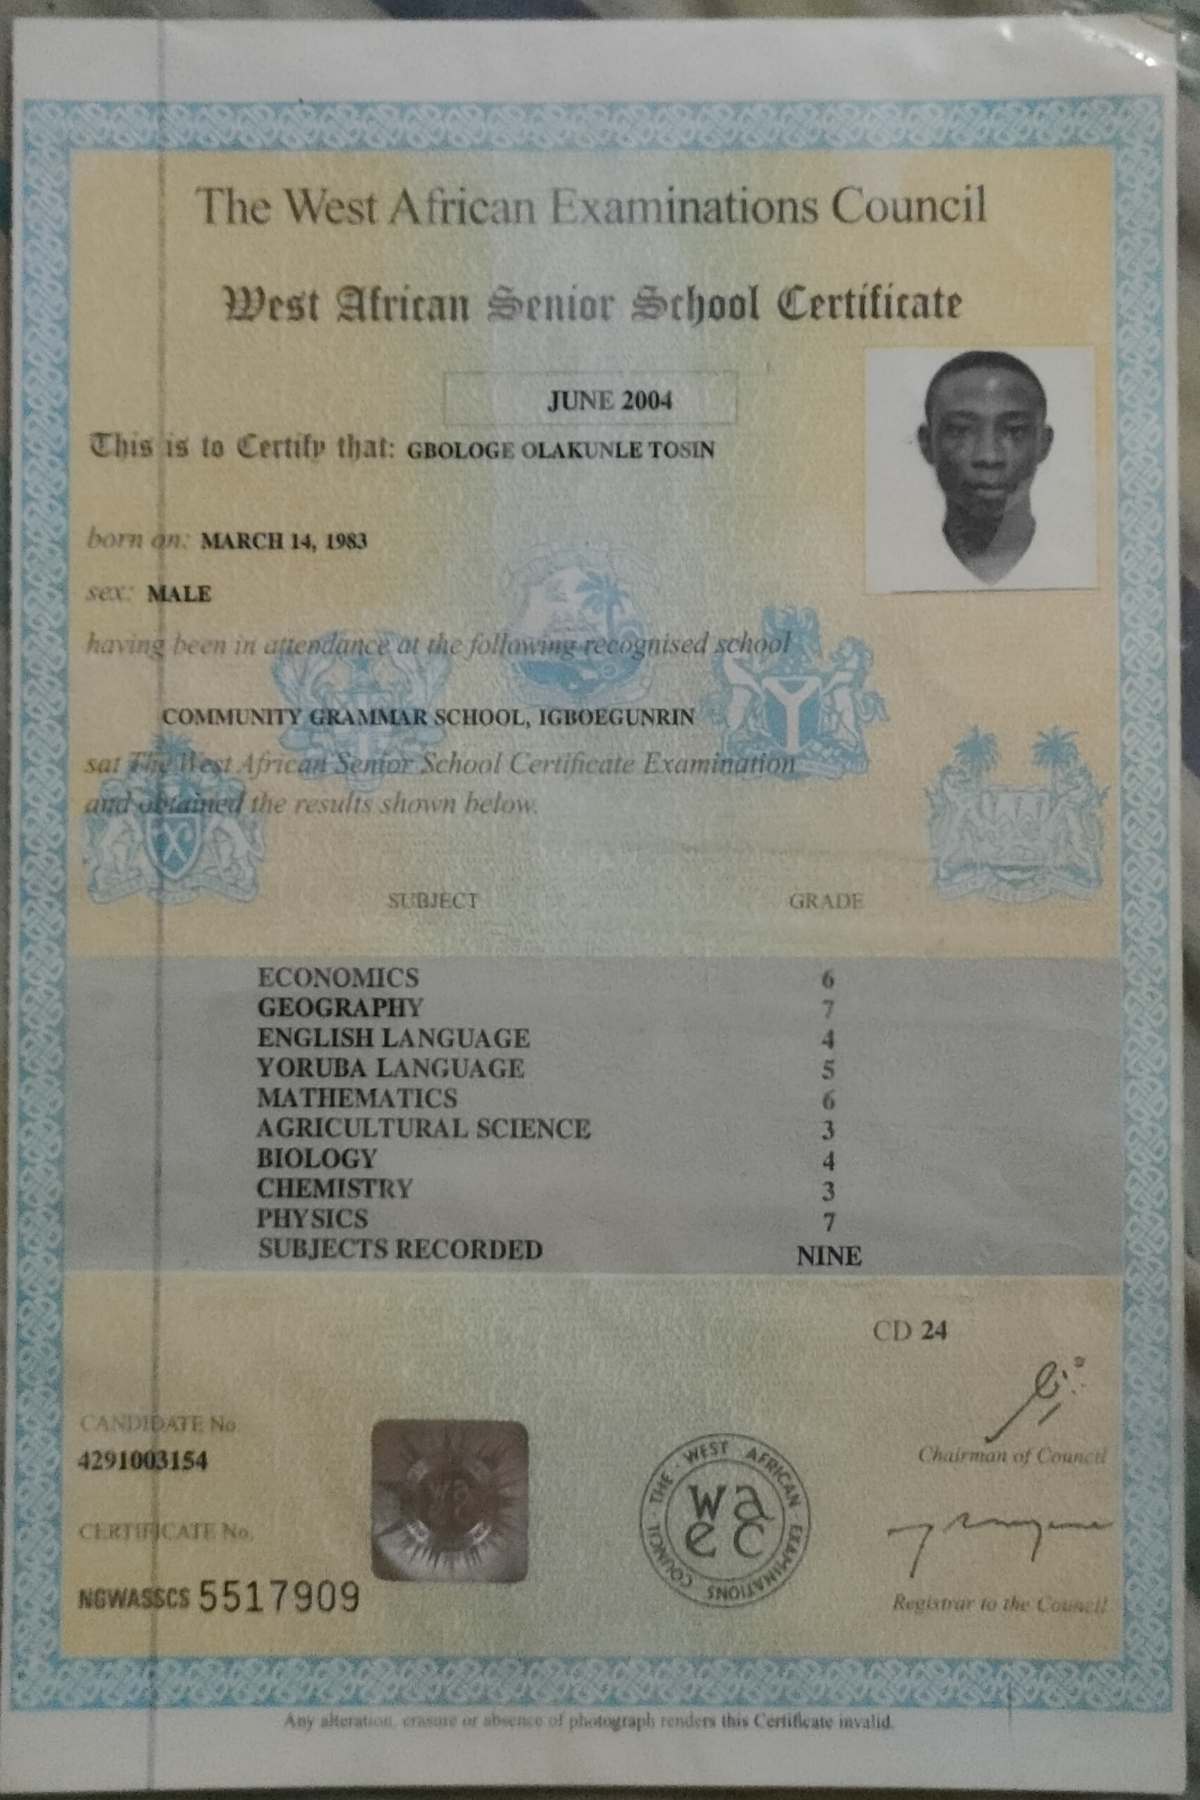 The West African Examinations Council
West African Senior School Certificate
JUNE 2004
This is to Certify that: GBOLOGE OLAKUNLE TOSIN
born on: MARCH 14, 1983
sex: MALE
having been in attendance at the following recognised school
COMMUNITY GRAMMAR SCHOOL, IGBOEGUNRIN
sat The West African Senior School Certificate Examination
and obtained the results shown below.
SUBJECT GRADE
ECONOMICS 6
GEOGRAPHY 7
ENGLISH LANGUAGE 4
YORUBA LANGUAGE 5
MATHEMATICS 6
AGRICULTURAL SCIENCE 3
BIOLOGY 4
CHEMISTRY 3
PHYSICS 7
SUBJECTS RECORDED NINE
CD 24
CANDIDATE No
4291003154
Chairman of Council
CERTIFICATE No.
NGWASSCS 5517909
THE WEST AFRICAN EXAMINATIONS COUNCIL
wa
ec
Registrar to the Council
Any alteration, erasure or absence of photograph renders this Certificate invalid.